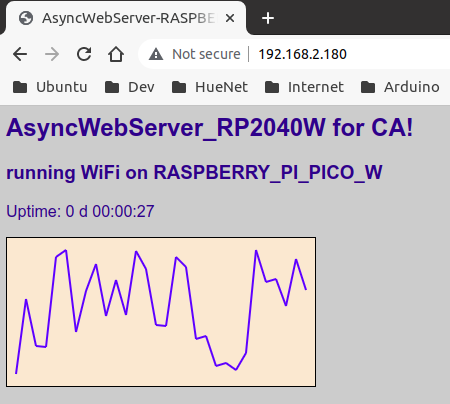 AsyncWebServer-RASPBE
Not secure | 192.168.2.180
Ubuntu Dev HueNet Internet Arduino
AsyncWebServer_RP2040W for CA!
running WiFi on RASPBERRY_PI_PICO_W
Uptime: 0 d 00:00:27